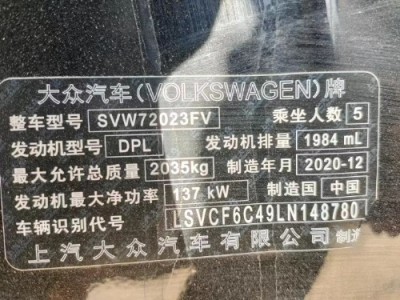 大众汽车(VOLKSWAGEN)牌
整车型号 SVW72023FV 乘坐人数 5
发动机型号 DPL 发动机排量 1984 mL
最大允许总质量 2035kg 制造年月 2020-12
发动机最大净功率 137 kW 制造国 中国
车辆识别代号 LSVCF6C49LN148780
上汽大众汽车有限公司 制造